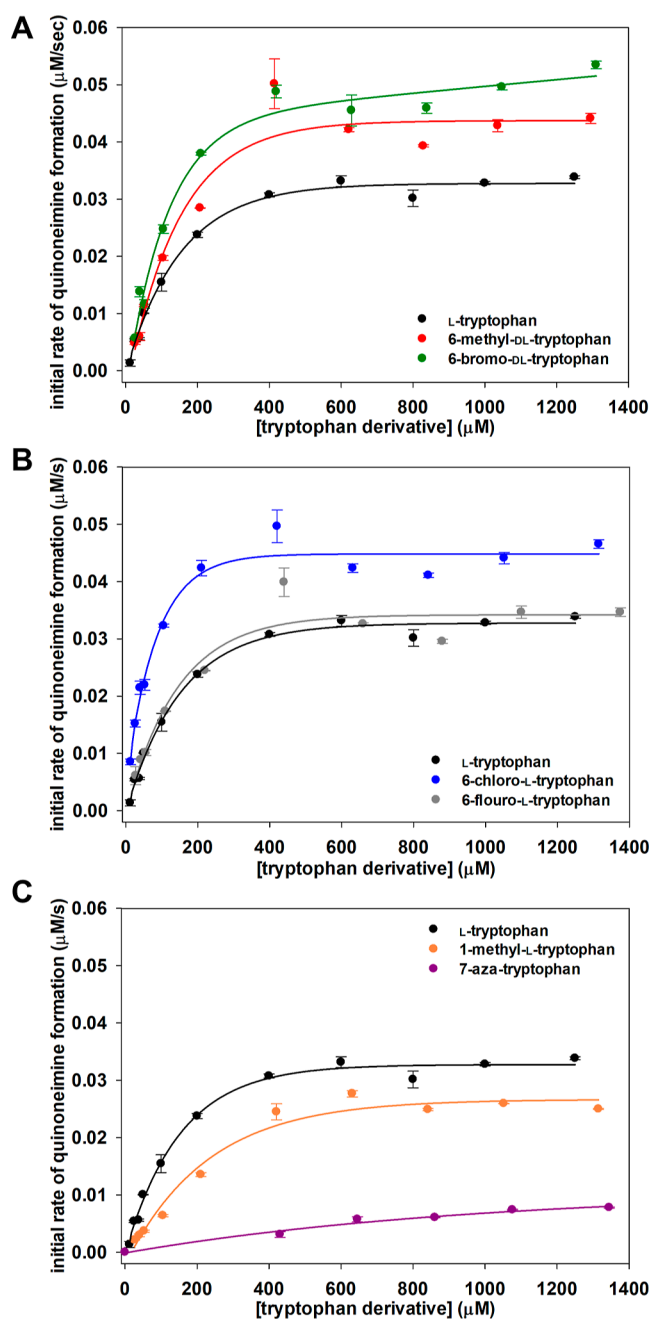 A
initial rate of quinoneimine formation (µM/sec)
0.06
0.05
0.04
0.03
0.02
0.01
0.00
L-tryptophan
6-methyl-DL-tryptophan
6-bromo-DL-tryptophan
0 200 400 600 800 1000 1200 1400
[tryptophan derivative] (µM)
B
initial rate of quinoneimine formation (µM/s)
0.06
0.05
0.04
0.03
0.02
0.01
0.00
L-tryptophan
6-chloro-L-tryptophan
6-flouro-L-tryptophan
0 200 400 600 800 1000 1200 1400
[tryptophan derivative] (µM)
C
initial rate of quinoneimine formation (µM/s)
0.06
0.05
0.04
0.03
0.02
0.01
0.00
L-tryptophan
1-methyl-L-tryptophan
7-aza-tryptophan
0 200 400 600 800 1000 1200 1400
[tryptophan derivative] (µM)